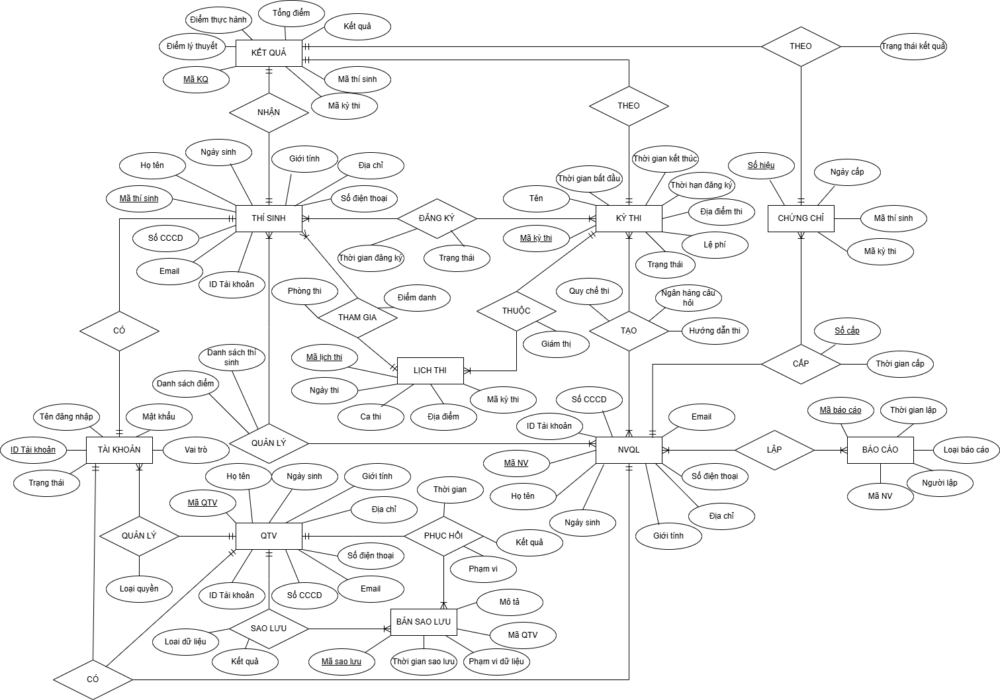 Tổng điểm
Điểm thực hành
Kết quả
Điểm lý thuyết
KẾT QUẢ
THEO
Trạng thái kết quả
Mã KQ
Mã thí sinh
Mã kỳ thi
THEO
NHẬN
Ngày sinh
Giới tính
Thời gian kết thúc
Họ tên
Địa chỉ
Số hiệu
Ngày cấp
Thời gian bắt đầu
Thời hạn đăng ký
Mã thí sinh
Số điện thoại
Tên
Địa điểm thi
THÍ SINH
ĐĂNG KÝ
KỲ THI
CHỨNG CHỈ
Mã thí sinh
Số CCCD
Mã kỳ thi
Lệ phí
Mã kỳ thi
Thời gian đăng ký
Trạng thái
Trạng thái
Email
ID Tài khoản
Phòng thi
Điểm danh
Quy chế thi
Ngân hàng câu
hỏi
THUỘC
THAM GIA
CÓ
TẠO
Hướng dẫn thi
Số cấp
Giám thị
Danh sách thí
sinh
Mã lịch thi
LỊCH THI
CẤP
Thời gian cấp
Danh sách điểm
Ngày thi
Mã kỳ thi
Số CCCD
Tên đăng nhập
Mật khẩu
Ca thi
Địa điểm
ID Tài khoản
Email
Mã báo cáo
Thời gian lập
QUẢN LÝ
ID Tài khoản
TÀI KHOẢN
Vai trò
NVQL
LẬP
BÁO CÁO
Loại báo cáo
Mã NV
Trạng thái
Họ tên
Ngày sinh
Giới tính
Số điện thoại
Người lập
Thời gian
Họ tên
Mã NV
Mã QTV
Địa chỉ
Địa chỉ
Ngày sinh
QUẢN LÝ
QTV
PHỤC HỒI
Giới tính
Kết quả
Số điện thoại
Phạm vi
Loại quyền
ID Tài khoản
Số CCCD
Email
Mô tả
SAO LƯU
BẢN SAO LƯU
Mã QTV
Loai dữ liệu
Kết quả
Mã sao lưu
Thời gian sao lưu
Phạm vi dữ liệu
CÓ